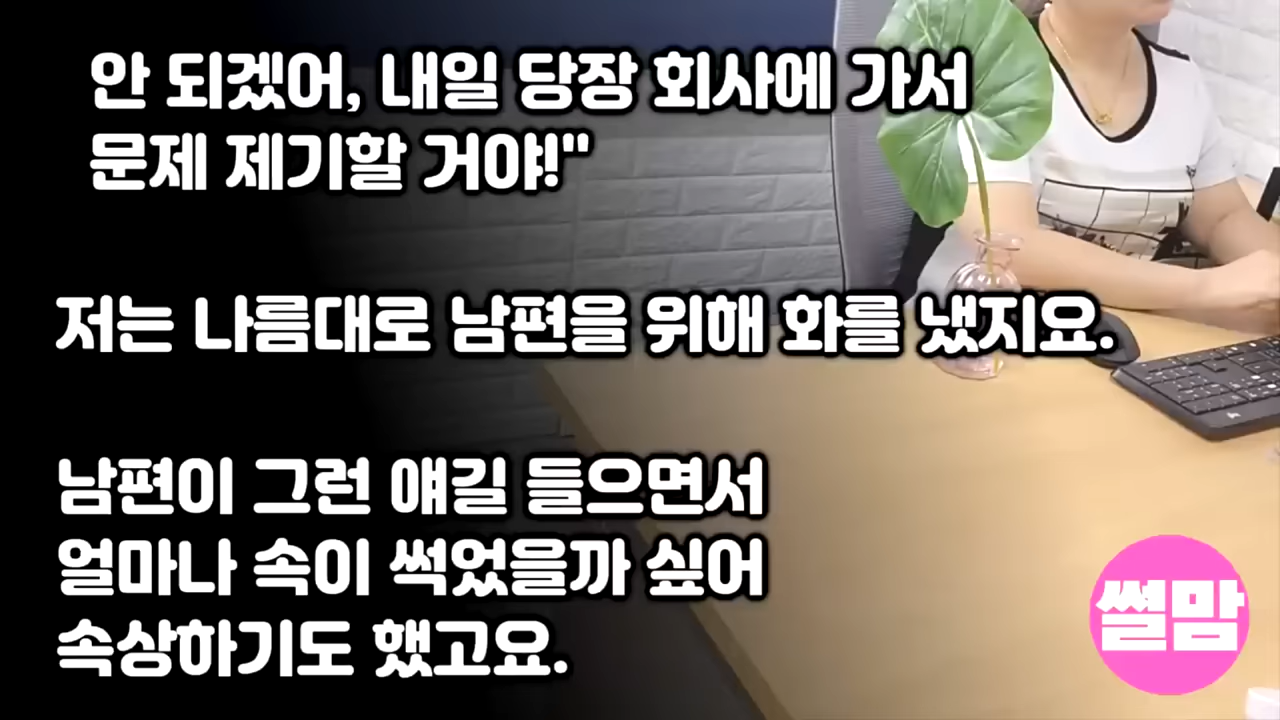 안 되겠어, 내일 당장 회사에 가서
문제 제기할 거야!"
저는 나름대로 남편을 위해 화를 냈지요.
남편이 그런 얘길 들으면서
얼마나 속이 썩었을까 싶어
속상하기도 했고요.
썰맘